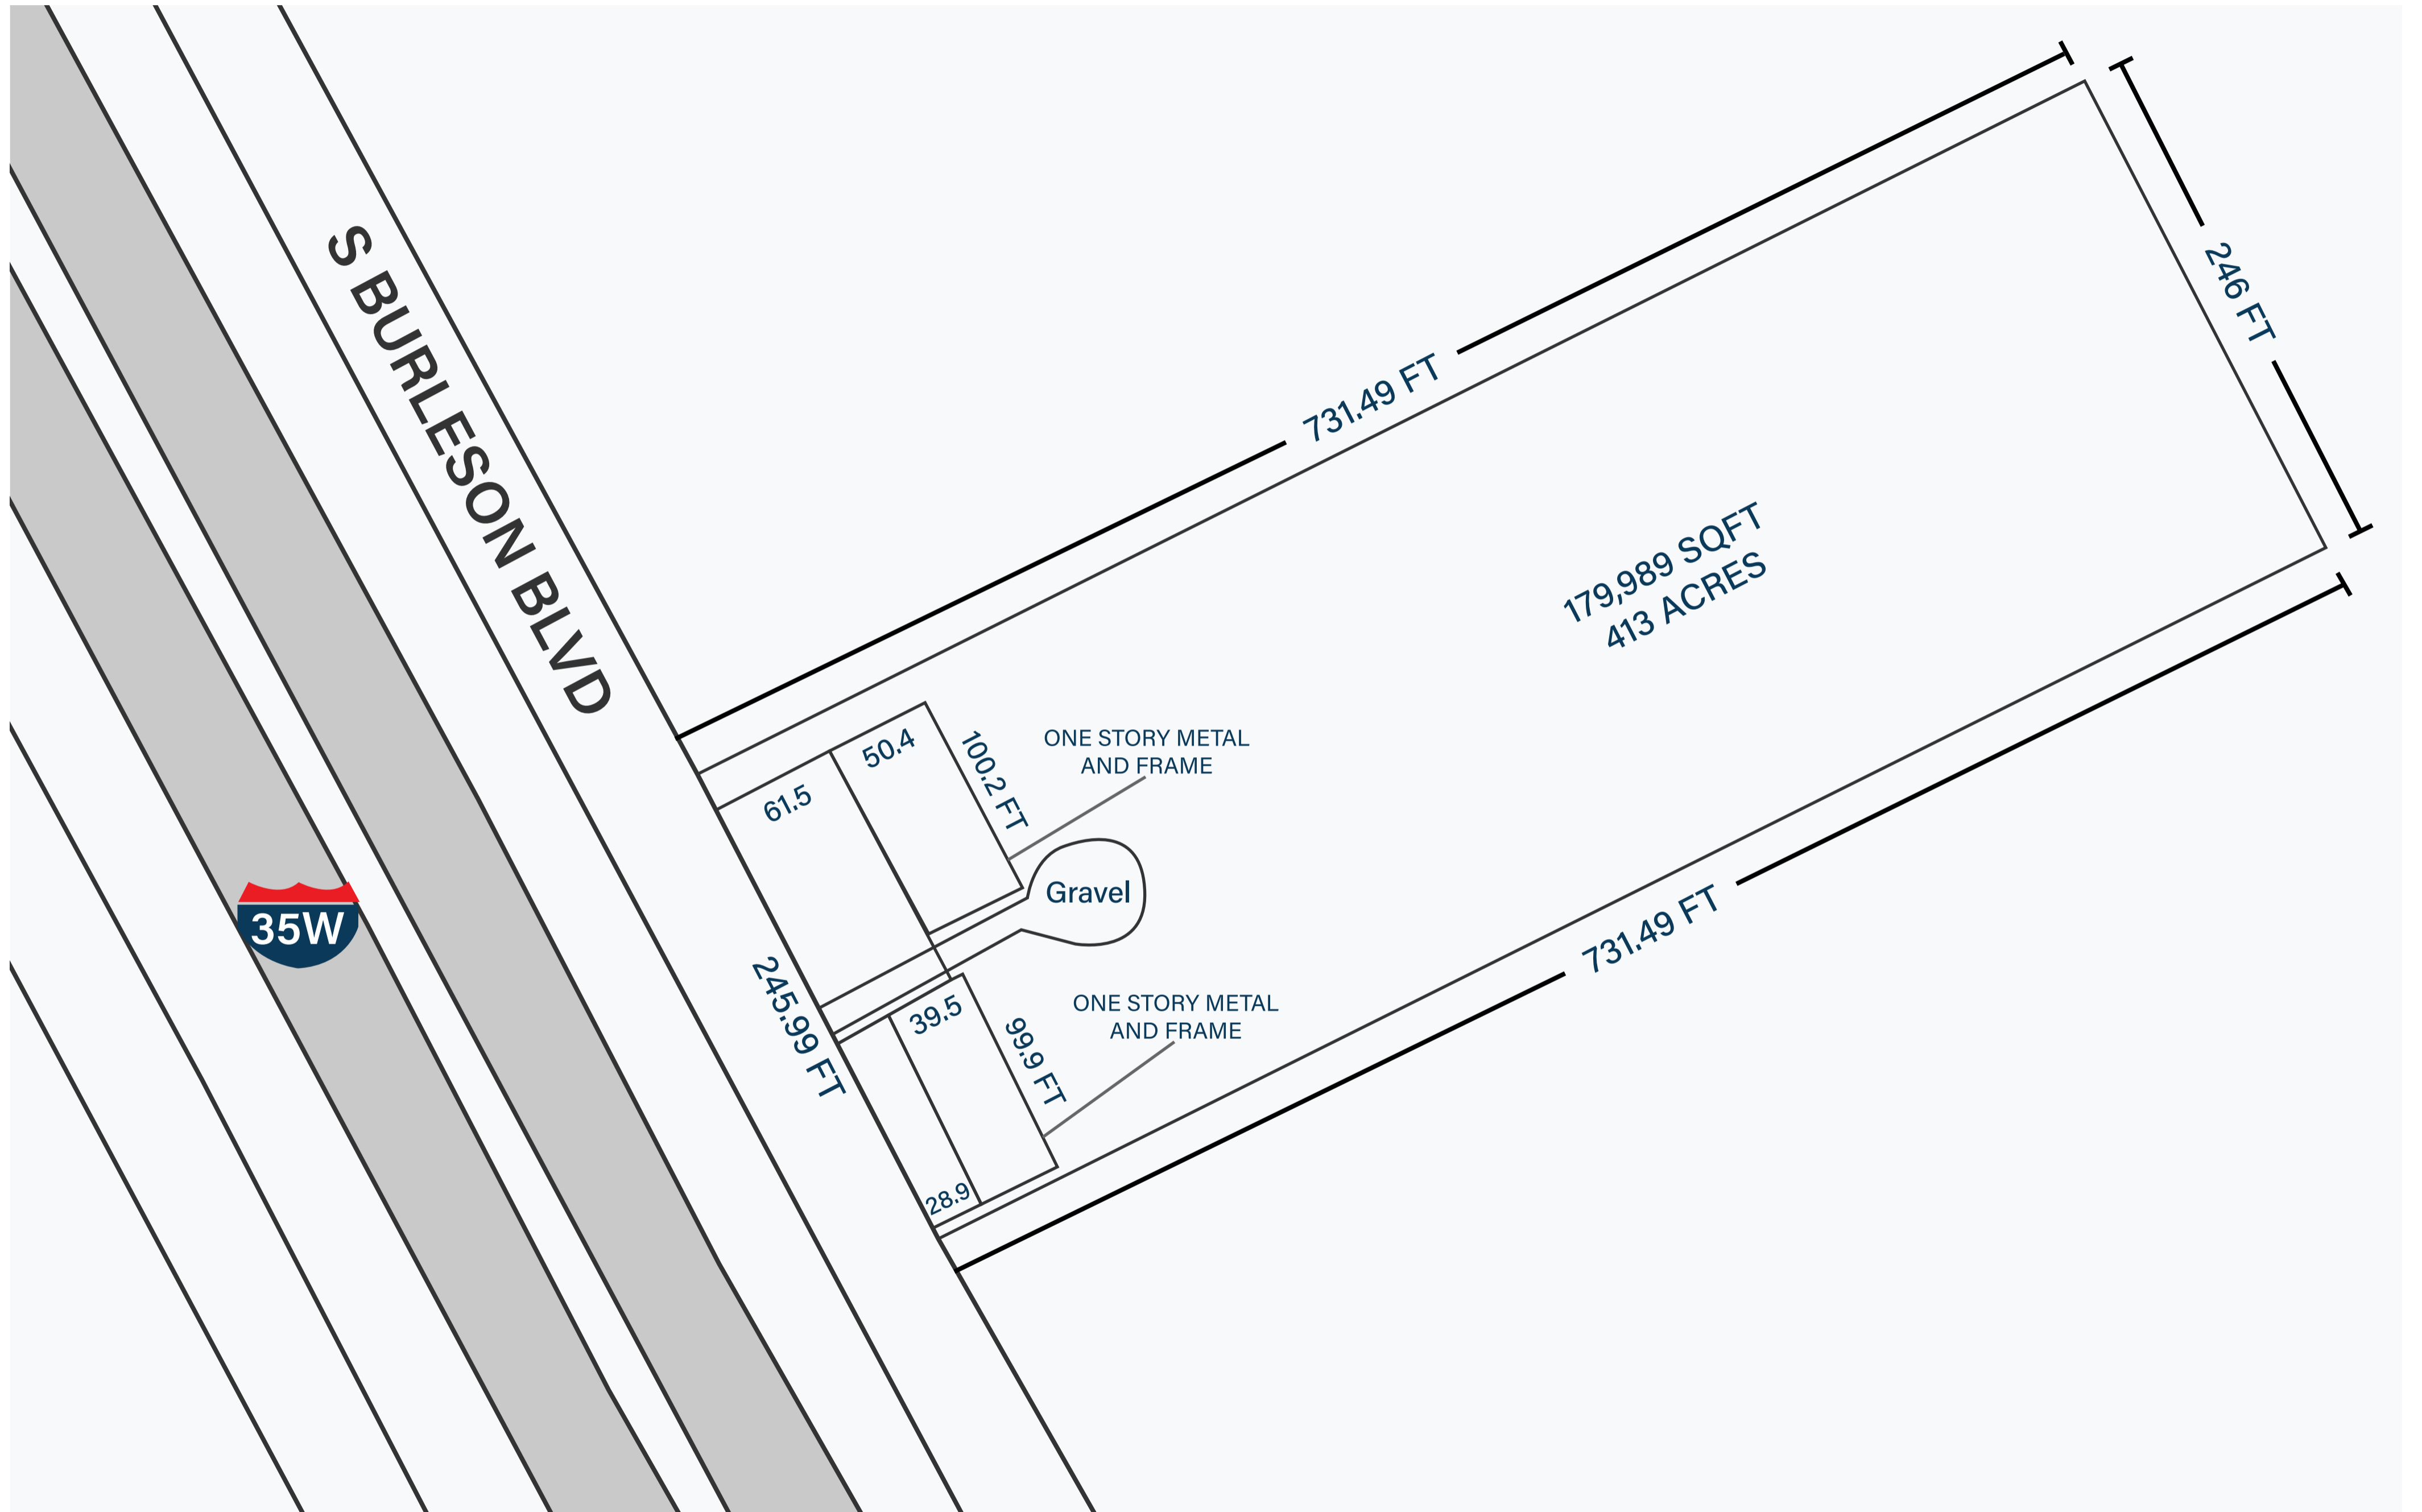 S BURLESON BLVD
731.49 FT
246 FT
179,989 SQFT
413 ACRES
50.4
61.5
100.2 FT
ONE STORY METAL
AND FRAME
Gravel
35W
245.99 FT
39.5
99.9 FT
ONE STORY METAL
AND FRAME
28.9
731.49 FT